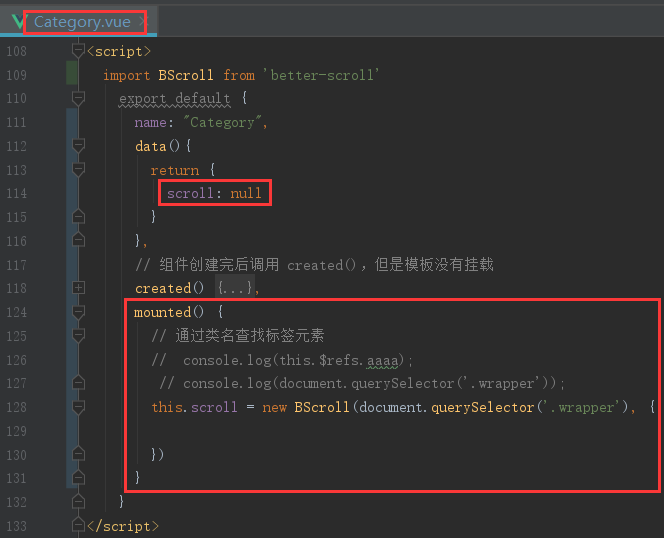 Category.vue
108 <script>
109 import BScroll from 'better-scroll'
110 export default {
111 name: "Category",
112 data(){
113 return {
114 scroll: null
115 }
116 },
117 // 组件创建完后调用 created()，但是模板没有挂载
118 created() {...},
124 mounted() {
125 // 通过类名查找标签元素
126 // console.log(this.$refs.aaaa);
127 // console.log(document.querySelector('.wrapper'));
128 this.scroll = new BScroll(document.querySelector('.wrapper'), {
129
130 })
131 }
132 }
133 </script>